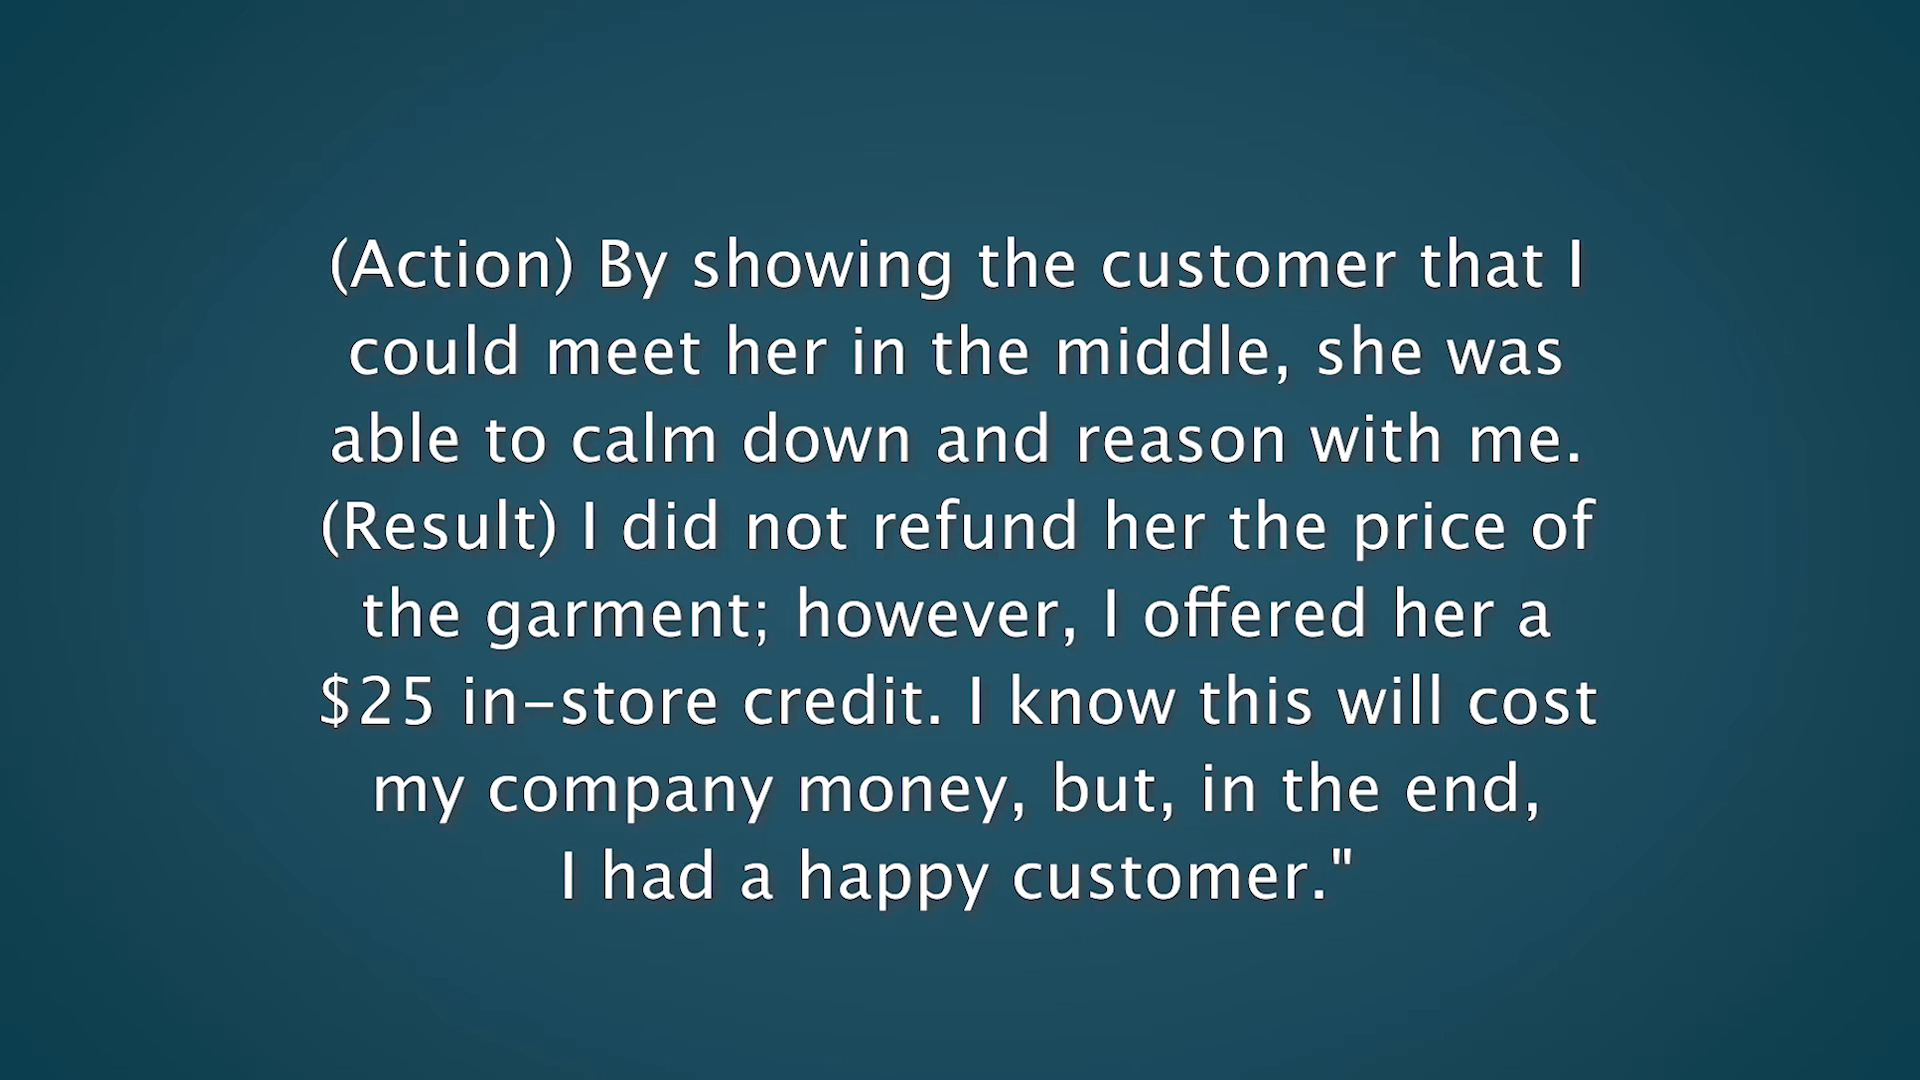 (Action) By showing the customer that I
could meet her in the middle, she was
able to calm down and reason with me.
(Result) I did not refund her the price of
the garment; however, I offered her a
$25 in-store credit. I know this will cost
my company money, but, in the end,
I had a happy customer."